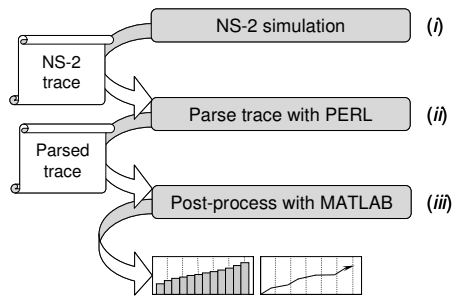 NS-2 simulation (i)
NS-2
trace
Parse trace with PERL (ii)
Parsed
trace
Post-process with MATLAB (iii)